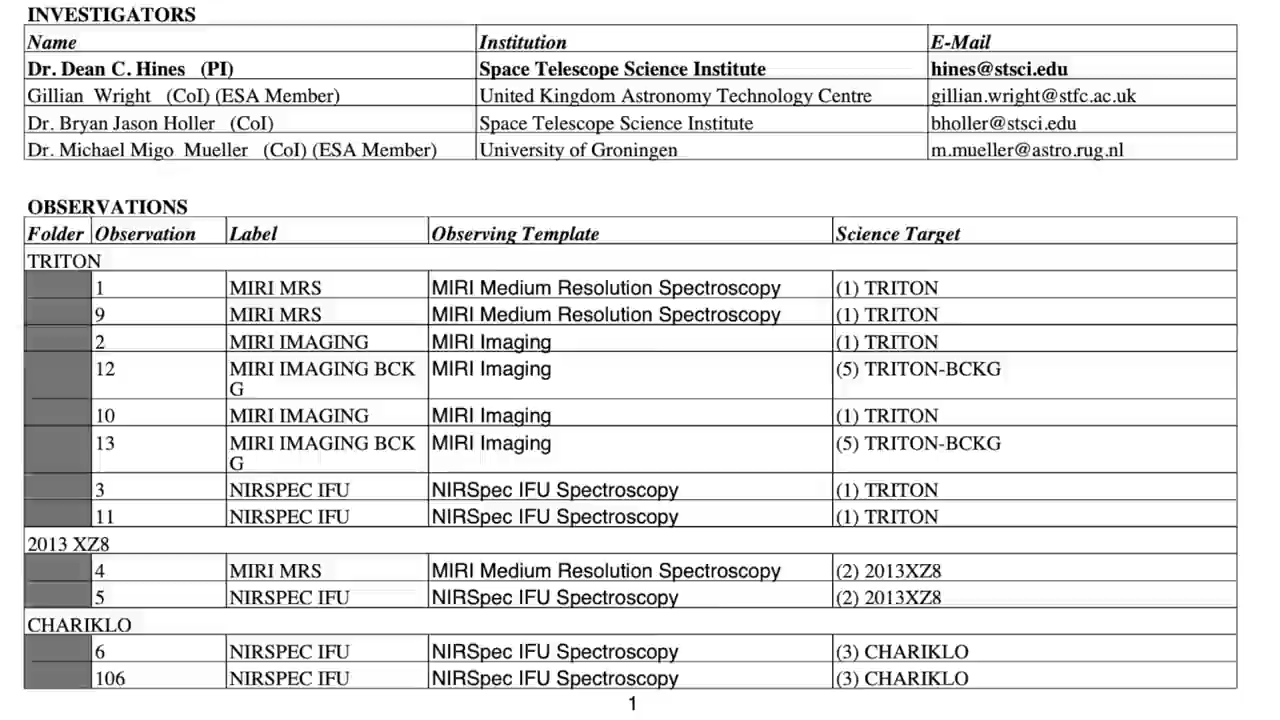 INVESTIGATORS
Name Institution E-Mail
Dr. Dean C. Hines (PI) Space Telescope Science Institute hines@stsci.edu
Gillian Wright (CoI) (ESA Member) United Kingdom Astronomy Technology Centre gillian.wright@stfc.ac.uk
Dr. Bryan Jason Holler (CoI) Space Telescope Science Institute bholler@stsci.edu
Dr. Michael Migo Mueller (CoI) (ESA Member) University of Groningen m.mueller@astro.rug.nl
OBSERVATIONS
Folder Observation Label Observing Template Science Target
TRITON
1 MIRI MRS MIRI Medium Resolution Spectroscopy (1) TRITON
9 MIRI MRS MIRI Medium Resolution Spectroscopy (1) TRITON
2 MIRI IMAGING MIRI Imaging (1) TRITON
12 MIRI IMAGING BCK MIRI Imaging (5) TRITON-BCKG
G
10 MIRI IMAGING MIRI Imaging (1) TRITON
13 MIRI IMAGING BCK MIRI Imaging (5) TRITON-BCKG
G
3 NIRSPEC IFU NIRSpec IFU Spectroscopy (1) TRITON
11 NIRSPEC IFU NIRSpec IFU Spectroscopy (1) TRITON
2013 XZ8
4 MIRI MRS MIRI Medium Resolution Spectroscopy (2) 2013XZ8
5 NIRSPEC IFU NIRSpec IFU Spectroscopy (2) 2013XZ8
CHARIKLO
6 NIRSPEC IFU NIRSpec IFU Spectroscopy (3) CHARIKLO
106 NIRSPEC IFU NIRSpec IFU Spectroscopy (3) CHARIKLO
1